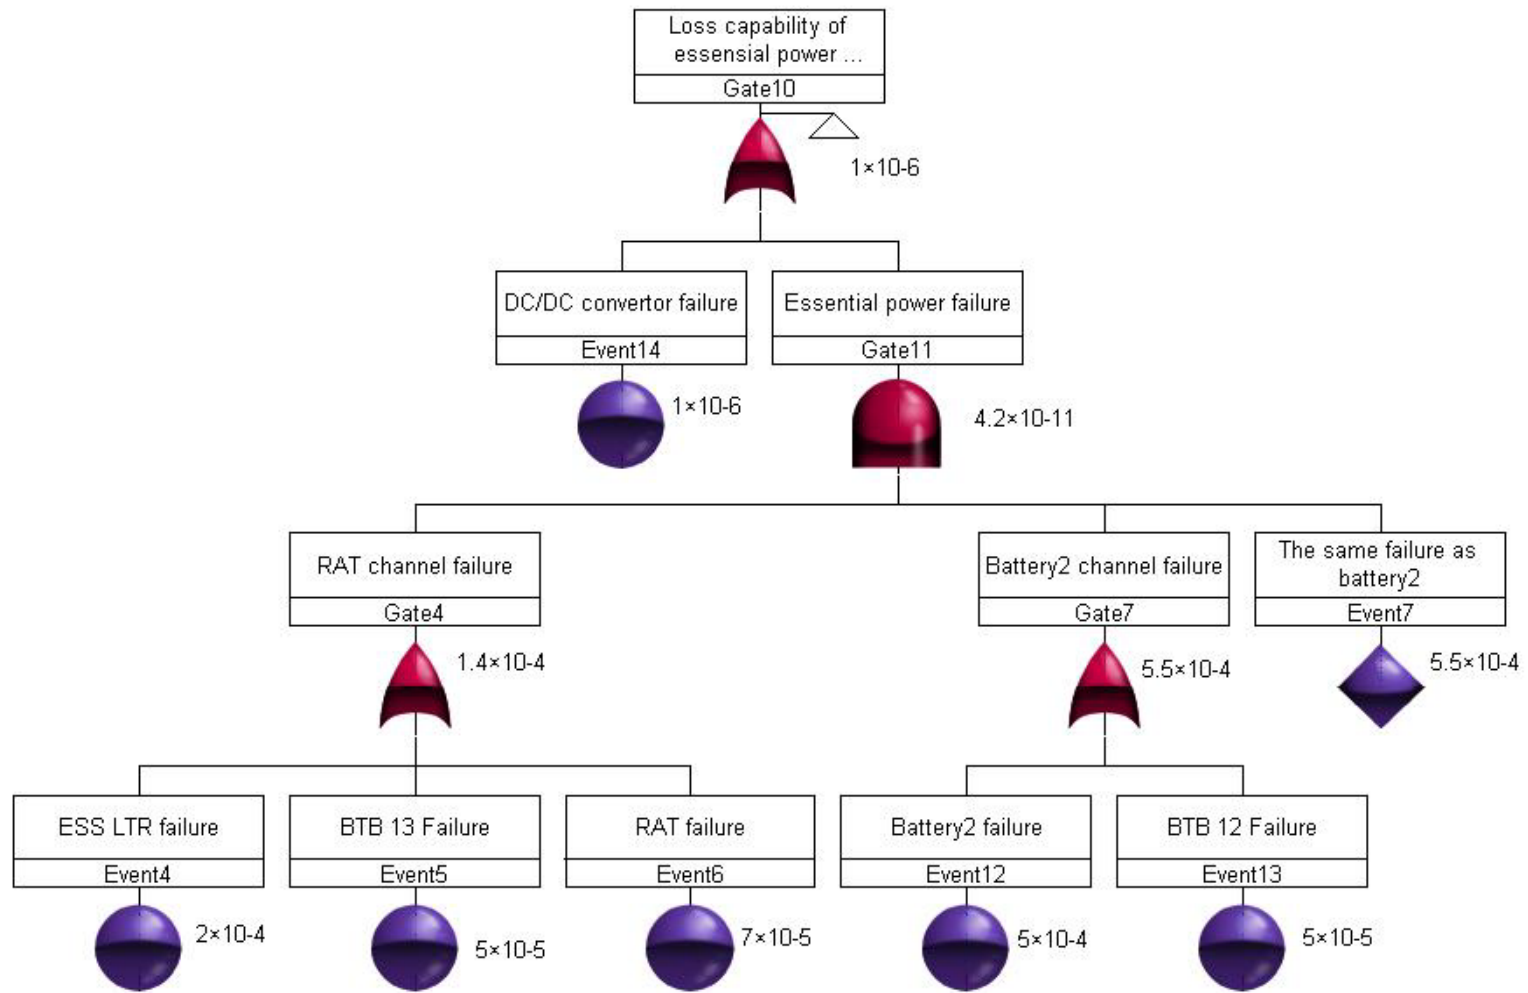 Loss capability of
essensial power ...
Gate10
1×10-6
DC/DC convertor failure
Event14
1×10-6
Essential power failure
Gate11
4.2×10-11
RAT channel failure
Gate4
1.4×10-4
Battery2 channel failure
Gate7
5.5×10-4
The same failure as
battery2
Event7
5.5×10-4
ESS LTR failure
Event4
2×10-4
BTB 13 Failure
Event5
5×10-5
RAT failure
Event6
7×10-5
Battery2 failure
Event12
5×10-4
BTB 12 Failure
Event13
5×10-5